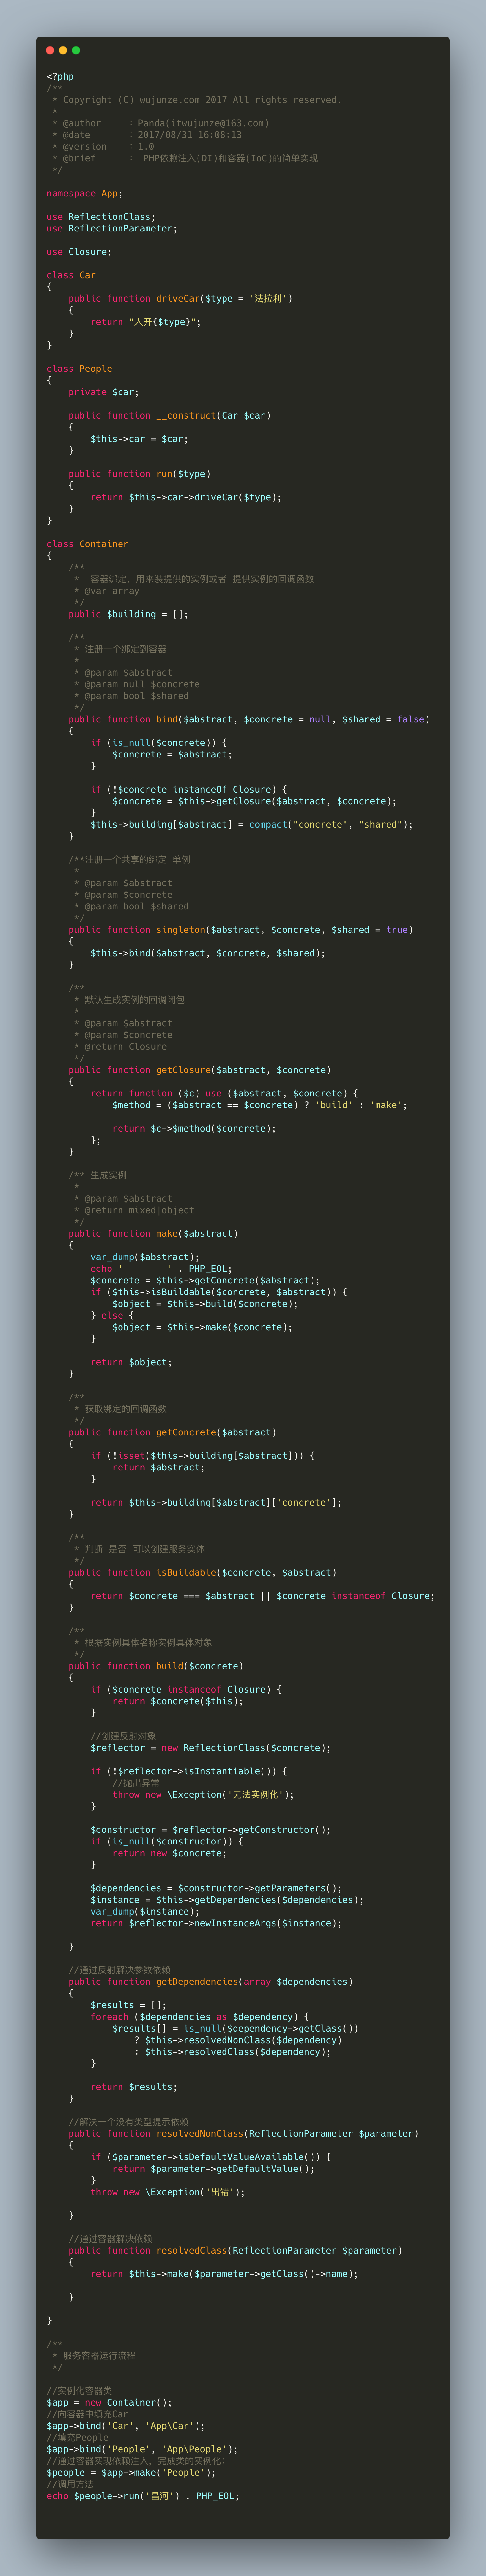 <?php
/**
 * Copyright (C) wujunze.com 2017 All rights reserved.
 *
 * @author     : Panda(itwujunze@163.com)
 * @date       : 2017/08/31 16:08:13
 * @version    : 1.0
 * @brief      :  PHP依赖注入(DI)和容器(IoC)的简单实现
 */

namespace App;

use ReflectionClass;
use ReflectionParameter;

use Closure;

class Car
{
    public function driveCar($type = '法拉利')
    {
        return "人开{$type}";
    }
}

class People
{
    private $car;

    public function __construct(Car $car)
    {
        $this->car = $car;
    }

    public function run($type)
    {
        return $this->car->driveCar($type);
    }
}

class Container
{
    /**
     *  容器绑定，用来装提供的实例或者 提供实例的回调函数
     * @var array
     */
    public $building = [];

    /**
     * 注册一个绑定到容器
     *
     * @param $abstract
     * @param null $concrete
     * @param bool $shared
     */
    public function bind($abstract, $concrete = null, $shared = false)
    {
        if (is_null($concrete)) {
            $concrete = $abstract;
        }

        if (!$concrete instanceOf Closure) {
            $concrete = $this->getClosure($abstract, $concrete);
        }
        $this->building[$abstract] = compact("concrete", "shared");
    }

    /**注册一个共享的绑定 单例
     *
     * @param $abstract
     * @param $concrete
     * @param bool $shared
     */
    public function singleton($abstract, $concrete, $shared = true)
    {
        $this->bind($abstract, $concrete, $shared);
    }

    /**
     * 默认生成实例的回调闭包
     *
     * @param $abstract
     * @param $concrete
     * @return Closure
     */
    public function getClosure($abstract, $concrete)
    {
        return function ($c) use ($abstract, $concrete) {
            $method = ($abstract == $concrete) ? 'build' : 'make';

            return $c->$method($concrete);
        };
    }

    /** 生成实例
     *
     * @param $abstract
     * @return mixed|object
     */
    public function make($abstract)
    {
        var_dump($abstract);
        echo '--------' . PHP_EOL;
        $concrete = $this->getConcrete($abstract);
        if ($this->isBuildable($concrete, $abstract)) {
            $object = $this->build($concrete);
        } else {
            $object = $this->make($concrete);
        }

        return $object;
    }

    /**
     * 获取绑定的回调函数
     */
    public function getConcrete($abstract)
    {
        if (!isset($this->building[$abstract])) {
            return $abstract;
        }

        return $this->building[$abstract]['concrete'];
    }

    /**
     * 判断 是否 可以创建服务实体
     */
    public function isBuildable($concrete, $abstract)
    {
        return $concrete === $abstract || $concrete instanceof Closure;
    }

    /**
     * 根据实例具体名称实例具体对象
     */
    public function build($concrete)
    {
        if ($concrete instanceof Closure) {
            return $concrete($this);
        }

        //创建反射对象
        $reflector = new ReflectionClass($concrete);

        if (!$reflector->isInstantiable()) {
            //抛出异常
            throw new \Exception('无法实例化');
        }

        $constructor = $reflector->getConstructor();
        if (is_null($constructor)) {
            return new $concrete;
        }

        $dependencies = $constructor->getParameters();
        $instance = $this->getDependencies($dependencies);
        var_dump($instance);
        return $reflector->newInstanceArgs($instance);

    }

    //通过反射解决参数依赖
    public function getDependencies(array $dependencies)
    {
        $results = [];
        foreach ($dependencies as $dependency) {
            $results[] = is_null($dependency->getClass())
                ? $this->resolvedNonClass($dependency)
                : $this->resolvedClass($dependency);
        }

        return $results;
    }

    //解决一个没有类型提示依赖
    public function resolvedNonClass(ReflectionParameter $parameter)
    {
        if ($parameter->isDefaultValueAvailable()) {
            return $parameter->getDefaultValue();
        }
        throw new \Exception('出错');

    }

    //通过容器解决依赖
    public function resolvedClass(ReflectionParameter $parameter)
    {
        return $this->make($parameter->getClass()->name);

    }

}

/**
 * 服务容器运行流程
 */

//实例化容器类
$app = new Container();
//向容器中填充Car
$app->bind('Car', 'App\Car');
//填充People
$app->bind('People', 'App\People');
//通过容器实现依赖注入，完成类的实例化;
$people = $app->make('People');
//调用方法
echo $people->run('昌河') . PHP_EOL;